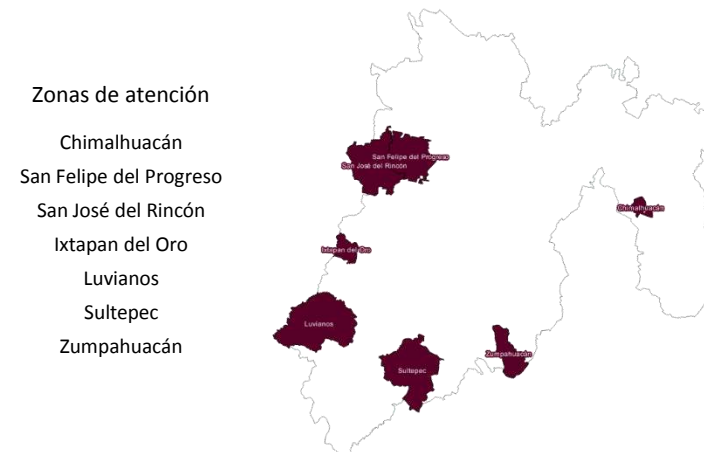 Zonas de atención
Chimalhuacán
San Felipe del Progreso
San José del Rincón
Ixtapan del Oro
Luvianos
Sultepec
Zumpahuacán
San Felipe del Progreso
San José del Rincón
Chimalhuacán
Ixtapan del Oro
Luvianos
Zumpahuacán
Sultepec